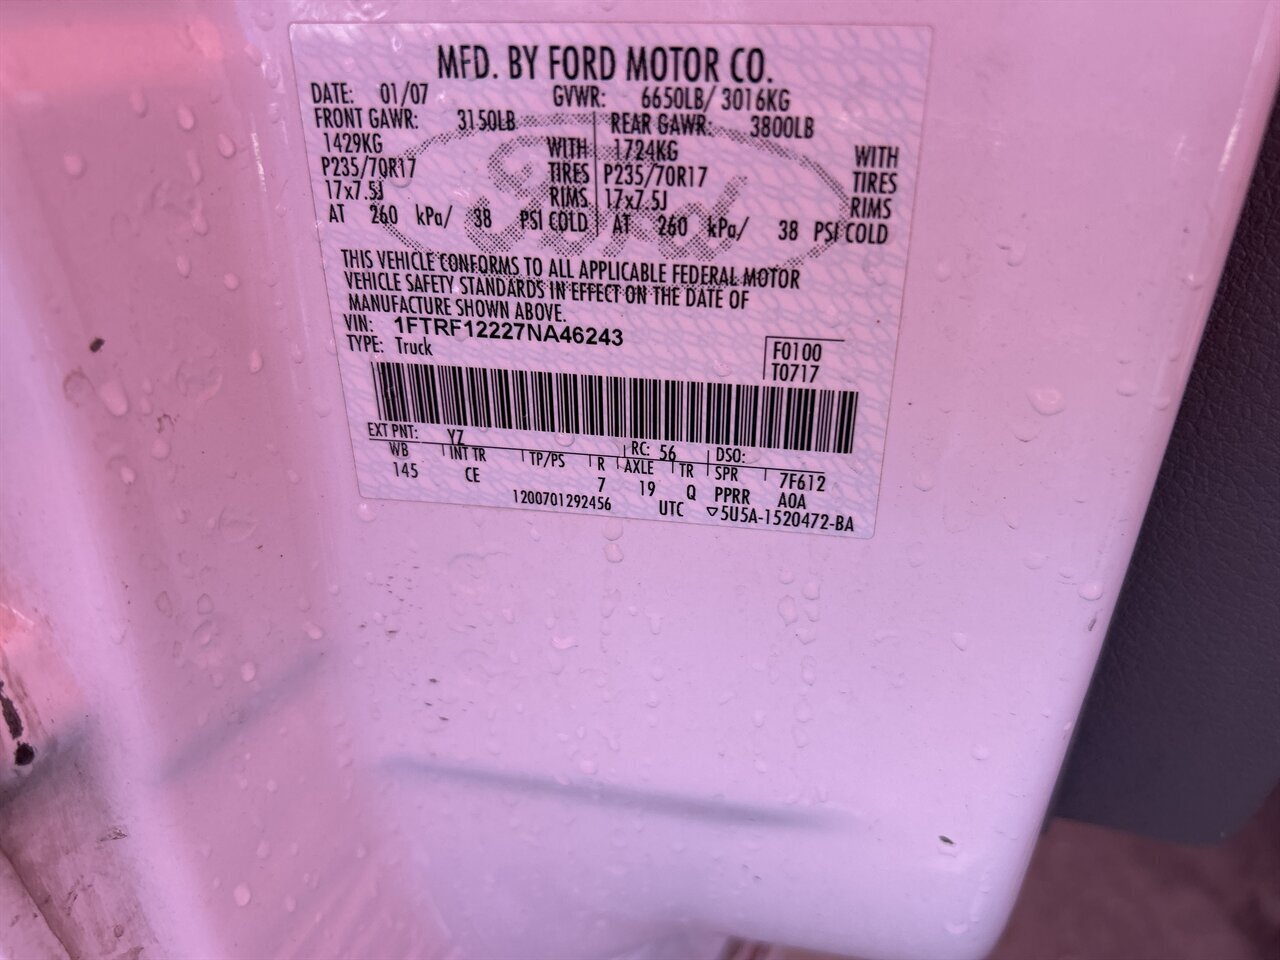 MFD. BY FORD MOTOR CO.
DATE: 01/07 GVWR: 6650LB/ 3016KG
FRONT GAWR: 3150LB REAR GAWR: 3800LB
1429KG WITH 1724KG WITH
P235/70R17 TIRES P235/70R17 TIRES
17x7.5J RIMS 17x7.5J RIMS
AT 260 kPa/ 38 PSI COLD AT 260 kPa/ 38 PSI COLD
Ford
THIS VEHICLE CONFORMS TO ALL APPLICABLE FEDERAL MOTOR
VEHICLE SAFETY STANDARDS IN EFFECT ON THE DATE OF
MANUFACTURE SHOWN ABOVE.
VIN: 1FTRF12227NA46243
TYPE: Truck
F0100
T0717
EXT PNT: YZ RC: 56 DSO:
WB INT TR TP/PS R AXLE TR SPR 7F612
145 CE 7 19 Q PPRR A0A
1200701292456 UTC ▽5U5A-1520472-BA